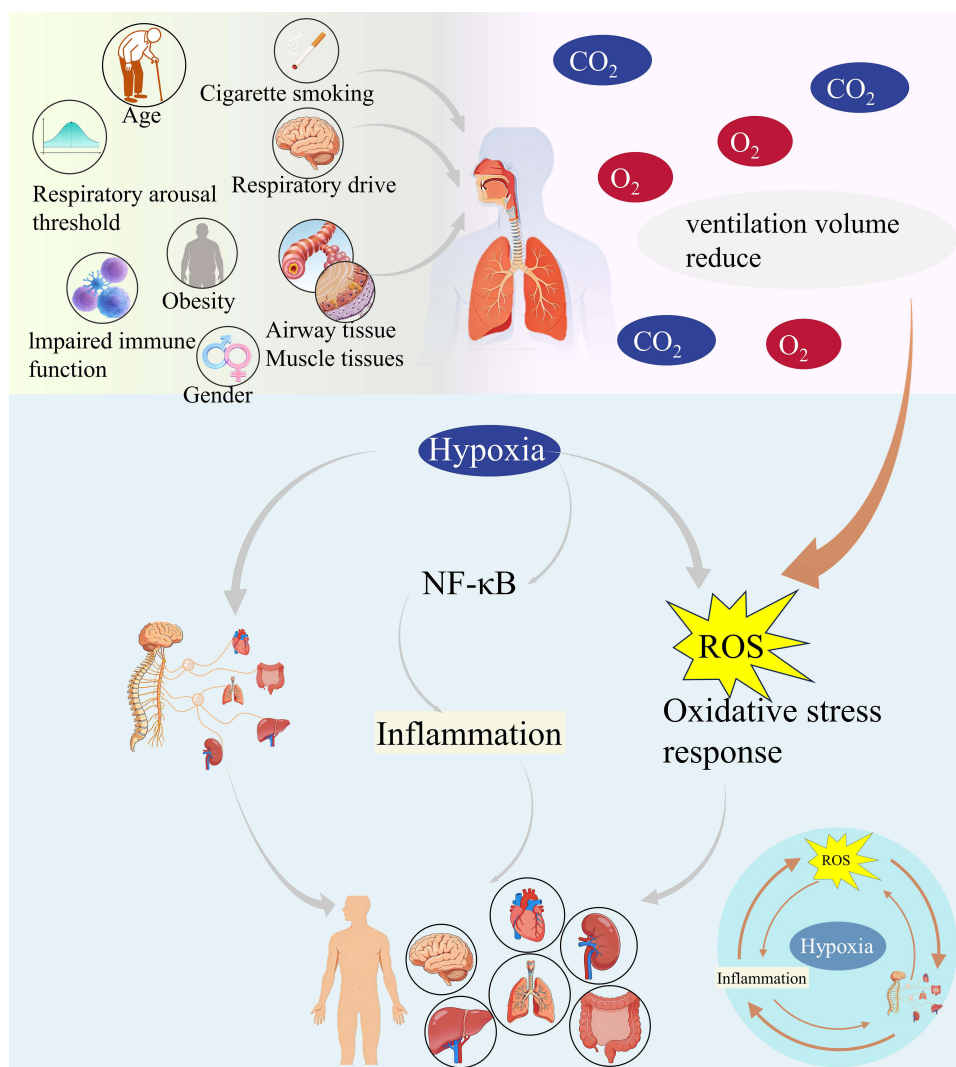 Age
Cigarette smoking
Respiratory arousal
threshold
Respiratory drive
Obesity
Impaired immune
function
Airway tissue
Muscle tissues
Gender
CO₂
CO₂
O₂
O₂
ventilation volume
reduce
CO₂
O₂
Hypoxia
NF-κB
ROS
Inflammation
Oxidative stress
response
ROS
Hypoxia
Inflammation